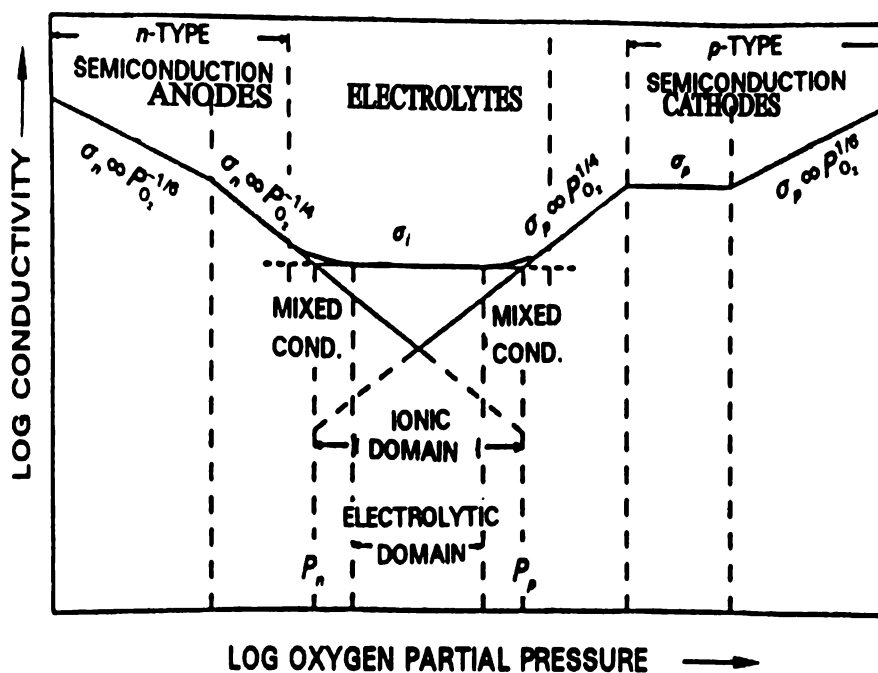 n-TYPE
SEMICONDUCTION
ANODES
ELECTROLYTES
p-TYPE
SEMICONDUCTION
CATHODES
σn ∞ PO2^-1/6
σn ∞ PO2^-1/4
σi
σp ∞ PO2^1/4
σp
σp ∞ PO2^1/6
MIXED
COND.
MIXED
COND.
IONIC
DOMAIN
ELECTROLYTIC
DOMAIN
Pn
Pp
LOG CONDUCTIVITY
LOG OXYGEN PARTIAL PRESSURE